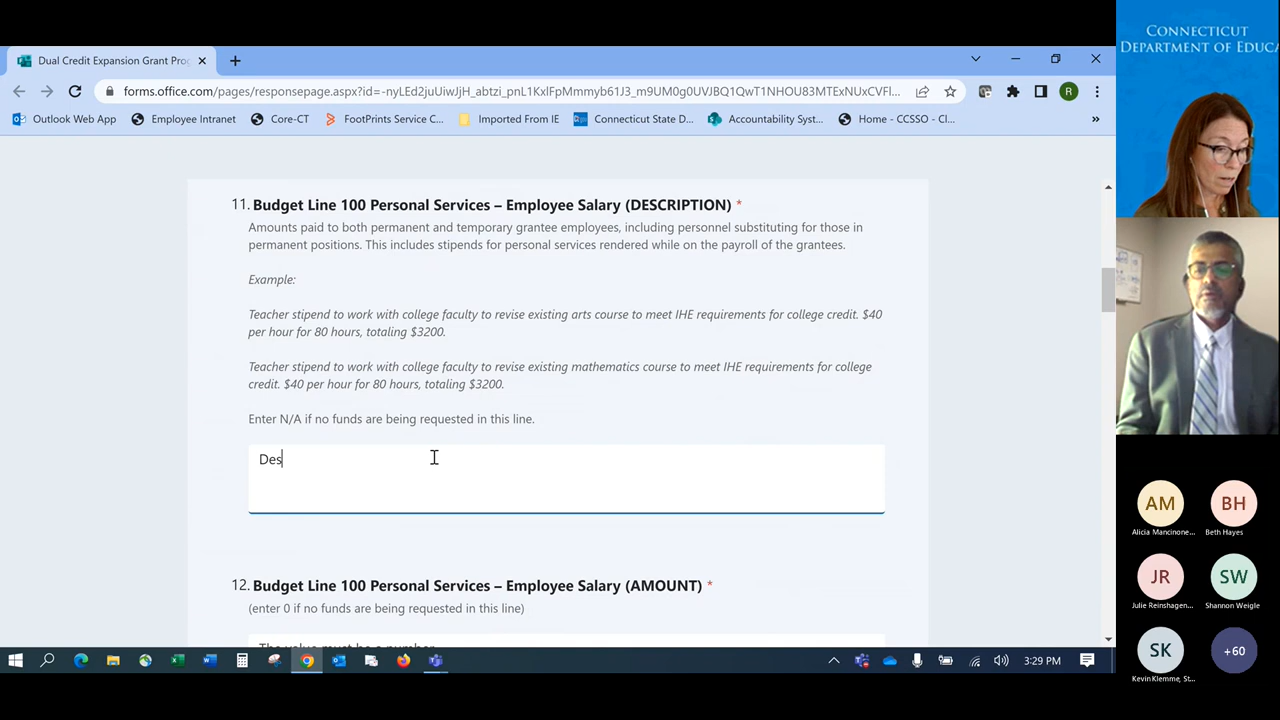 Dual Credit Expansion Grant Pro
forms.office.com/pages/responsepage.aspx?id=-nyLEd2juUiwJjH_abtzi_pnL1KxlFpMmmyb61J3_m9UM0g0UVJBQ1QwT1NHOU83MTExNUxCVFl...
R
Outlook Web App
Employee Intranet
Core-CT
FootPrints Service C...
Imported From IE
Connecticut State D...
Accountability Syst...
Home - CCSSO - Cl...
»
11. Budget Line 100 Personal Services – Employee Salary (DESCRIPTION) *
Amounts paid to both permanent and temporary grantee employees, including personnel substituting for those in
permanent positions. This includes stipends for personal services rendered while on the payroll of the grantees.
Example:
Teacher stipend to work with college faculty to revise existing arts course to meet IHE requirements for college credit. $40
per hour for 80 hours, totaling $3200.
Teacher stipend to work with college faculty to revise existing mathematics course to meet IHE requirements for college
credit. $40 per hour for 80 hours, totaling $3200.
Enter N/A if no funds are being requested in this line.
Des
12. Budget Line 100 Personal Services – Employee Salary (AMOUNT) *
(enter 0 if no funds are being requested in this line)
The value must be a number
3:29 PM
CONNECTICUT
DEPARTMENT OF EDUCA
AM
BH
Alicia Mancinone...
Beth Hayes
JR
SW
Julie Reinshagen...
Shannon Weigle
SK
+60
KevinKlemme, St...